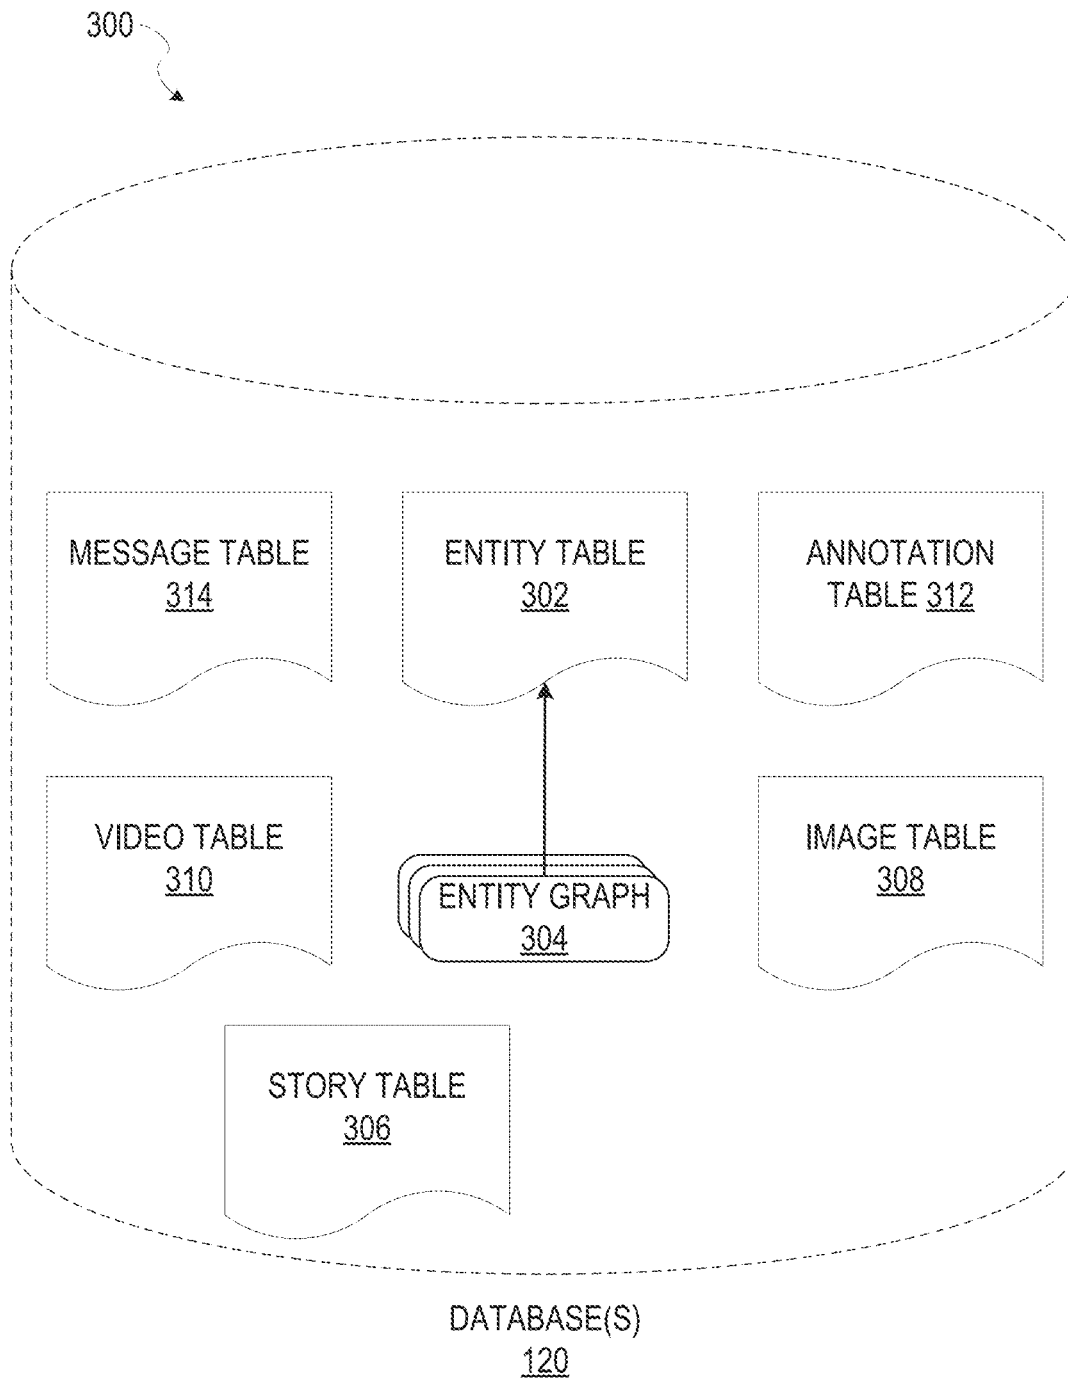 300
MESSAGE TABLE
314
ENTITY TABLE
302
ANNOTATION
TABLE 312
VIDEO TABLE
310
ENTITY GRAPH
304
IMAGE TABLE
308
STORY TABLE
306
DATABASE(S)
120